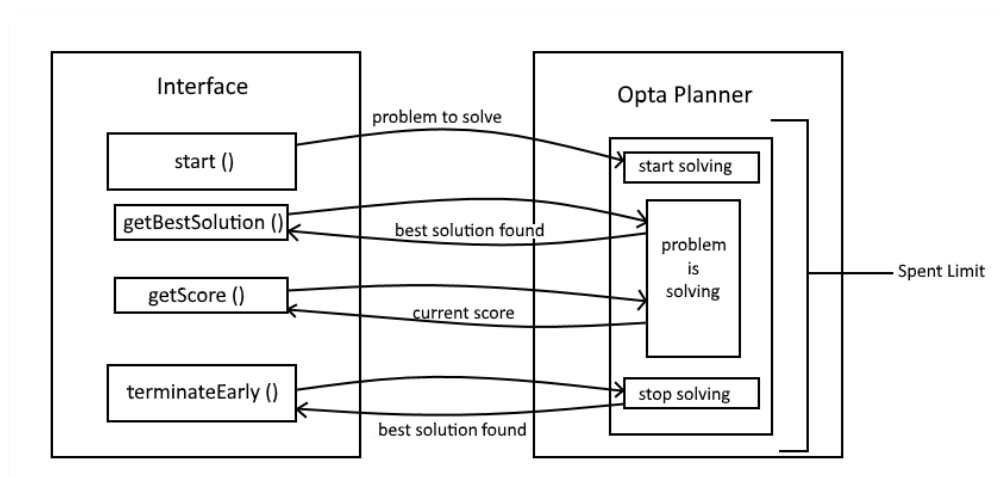 Interface
Opta Planner
problem to solve
start ()
start solving
getBestSolution ()
best solution found
problem
is
solving
Spent Limit
getScore ()
current score
terminateEarly ()
stop solving
best solution found